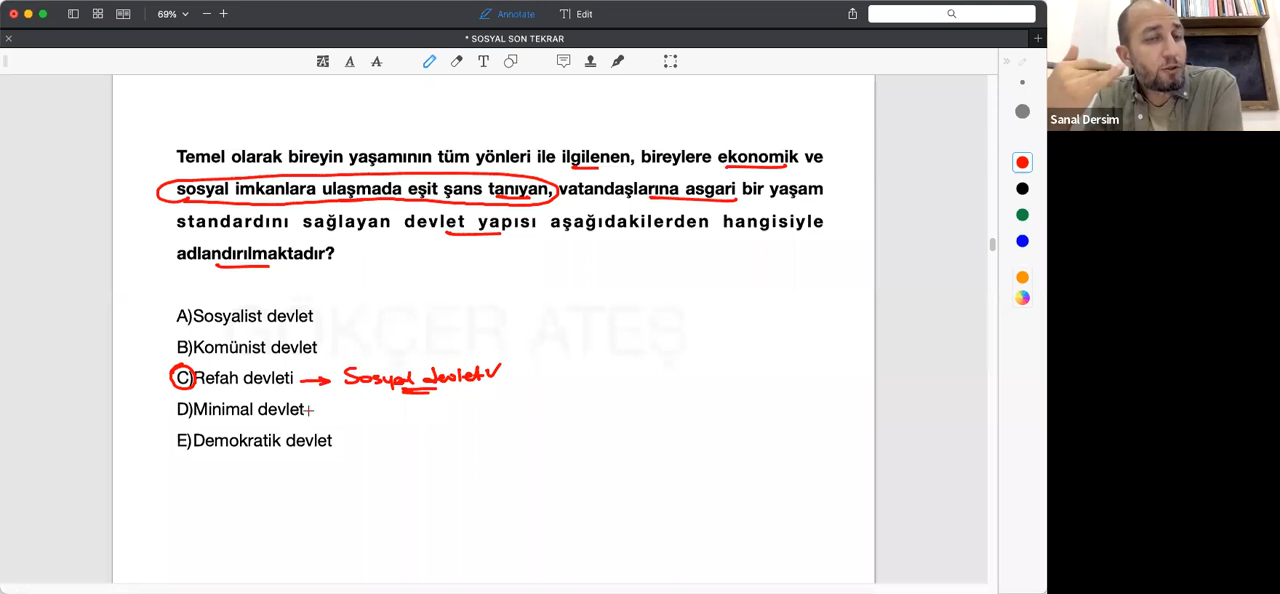 69%
Annotate
Edit
* SOSYAL SON TEKRAR
Temel olarak bireyin yaşamının tüm yönleri ile ilgilenen, bireylere ekonomik ve
sosyal imkanlara ulaşmada eşit şans tanıyan, vatandaşlarına asgari bir yaşam
standardını sağlayan devlet yapısı aşağıdakilerden hangisiyle
adlandırılmaktadır?
GÖKÇER ATEŞ
A)Sosyalist devlet
B)Komünist devlet
C)Refah devleti → Sosyal devlet
D)Minimal devlet
E)Demokratik devlet
Sanal Dersim